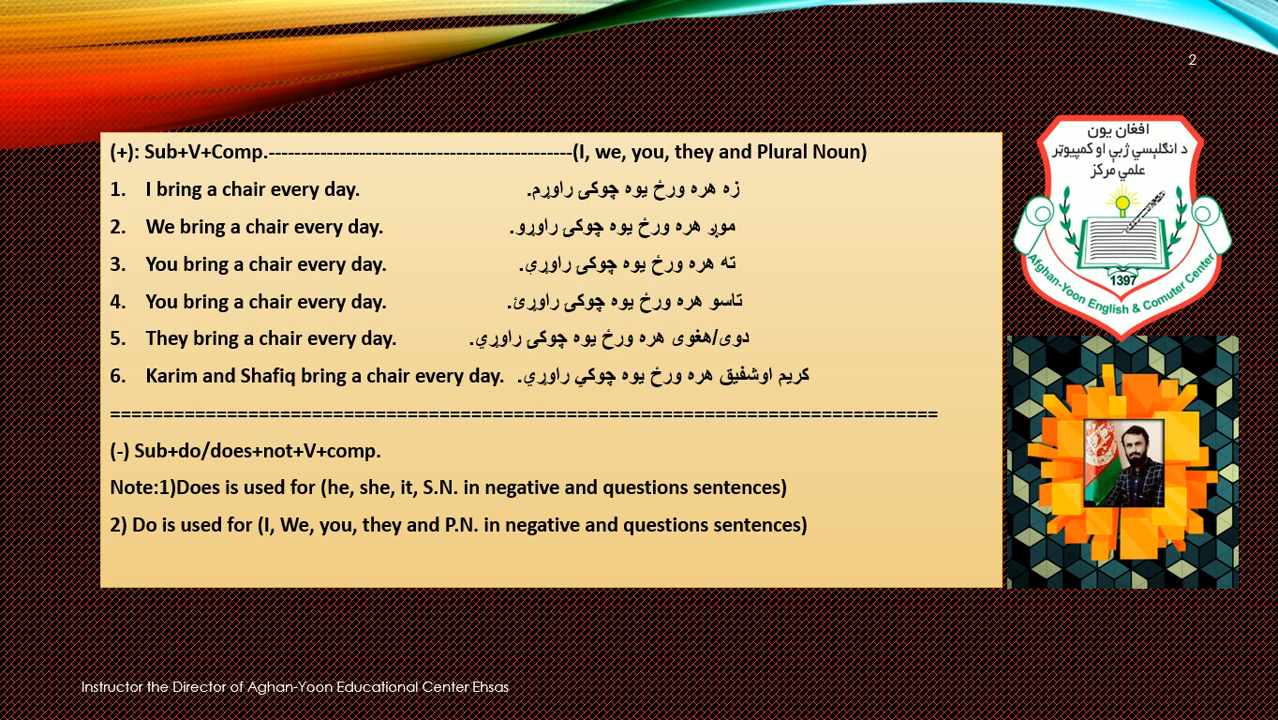 2
(+): Sub+V+Comp.-----------------------------------------------(I, we, you, they and Plural Noun)
1. I bring a chair every day. زه هره ورځ یوه چوکی راوړم.
2. We bring a chair every day. موږ هره ورځ یوه چوکی راوړو.
3. You bring a chair every day. ته هره ورځ یوه چوکی راوړې.
4. You bring a chair every day. تاسو هره ورځ یوه چوکی راوړئ.
5. They bring a chair every day. دوی/هغوی هره ورځ یوه چوکی راوړي.
6. Karim and Shafiq bring a chair every day. کریم اوشفیق هره ورځ یوه چوکي راوړي.
==============================================================================
(-) Sub+do/does+not+V+comp.
Note:1)Does is used for (he, she, it, S.N. in negative and questions sentences)
2) Do is used for (I, We, you, they and P.N. in negative and questions sentences)
افغان یون
د انګلېسي ژبې او کمپیوټر
علمي مرکز
1397
Afghan-Yoon English & Comuter Center
Instructor the Director of Aghan-Yoon Educational Center Ehsas